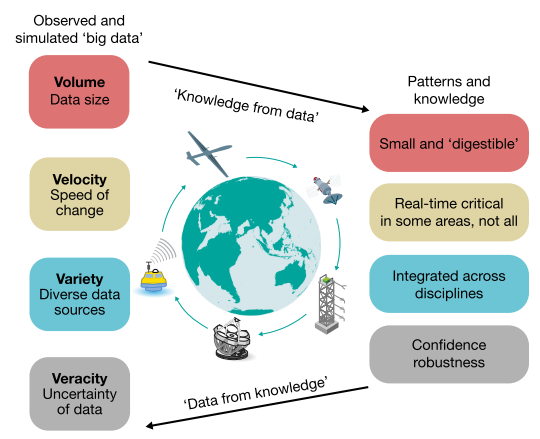 Observed and
simulated ‘big data’
Volume
Data size
Velocity
Speed of
change
Variety
Diverse data
sources
Veracity
Uncertainty
of data
‘Knowledge from data’
‘Data from knowledge’
Patterns and
knowledge
Small and ‘digestible’
Real-time critical
in some areas, not all
Integrated across
disciplines
Confidence
robustness